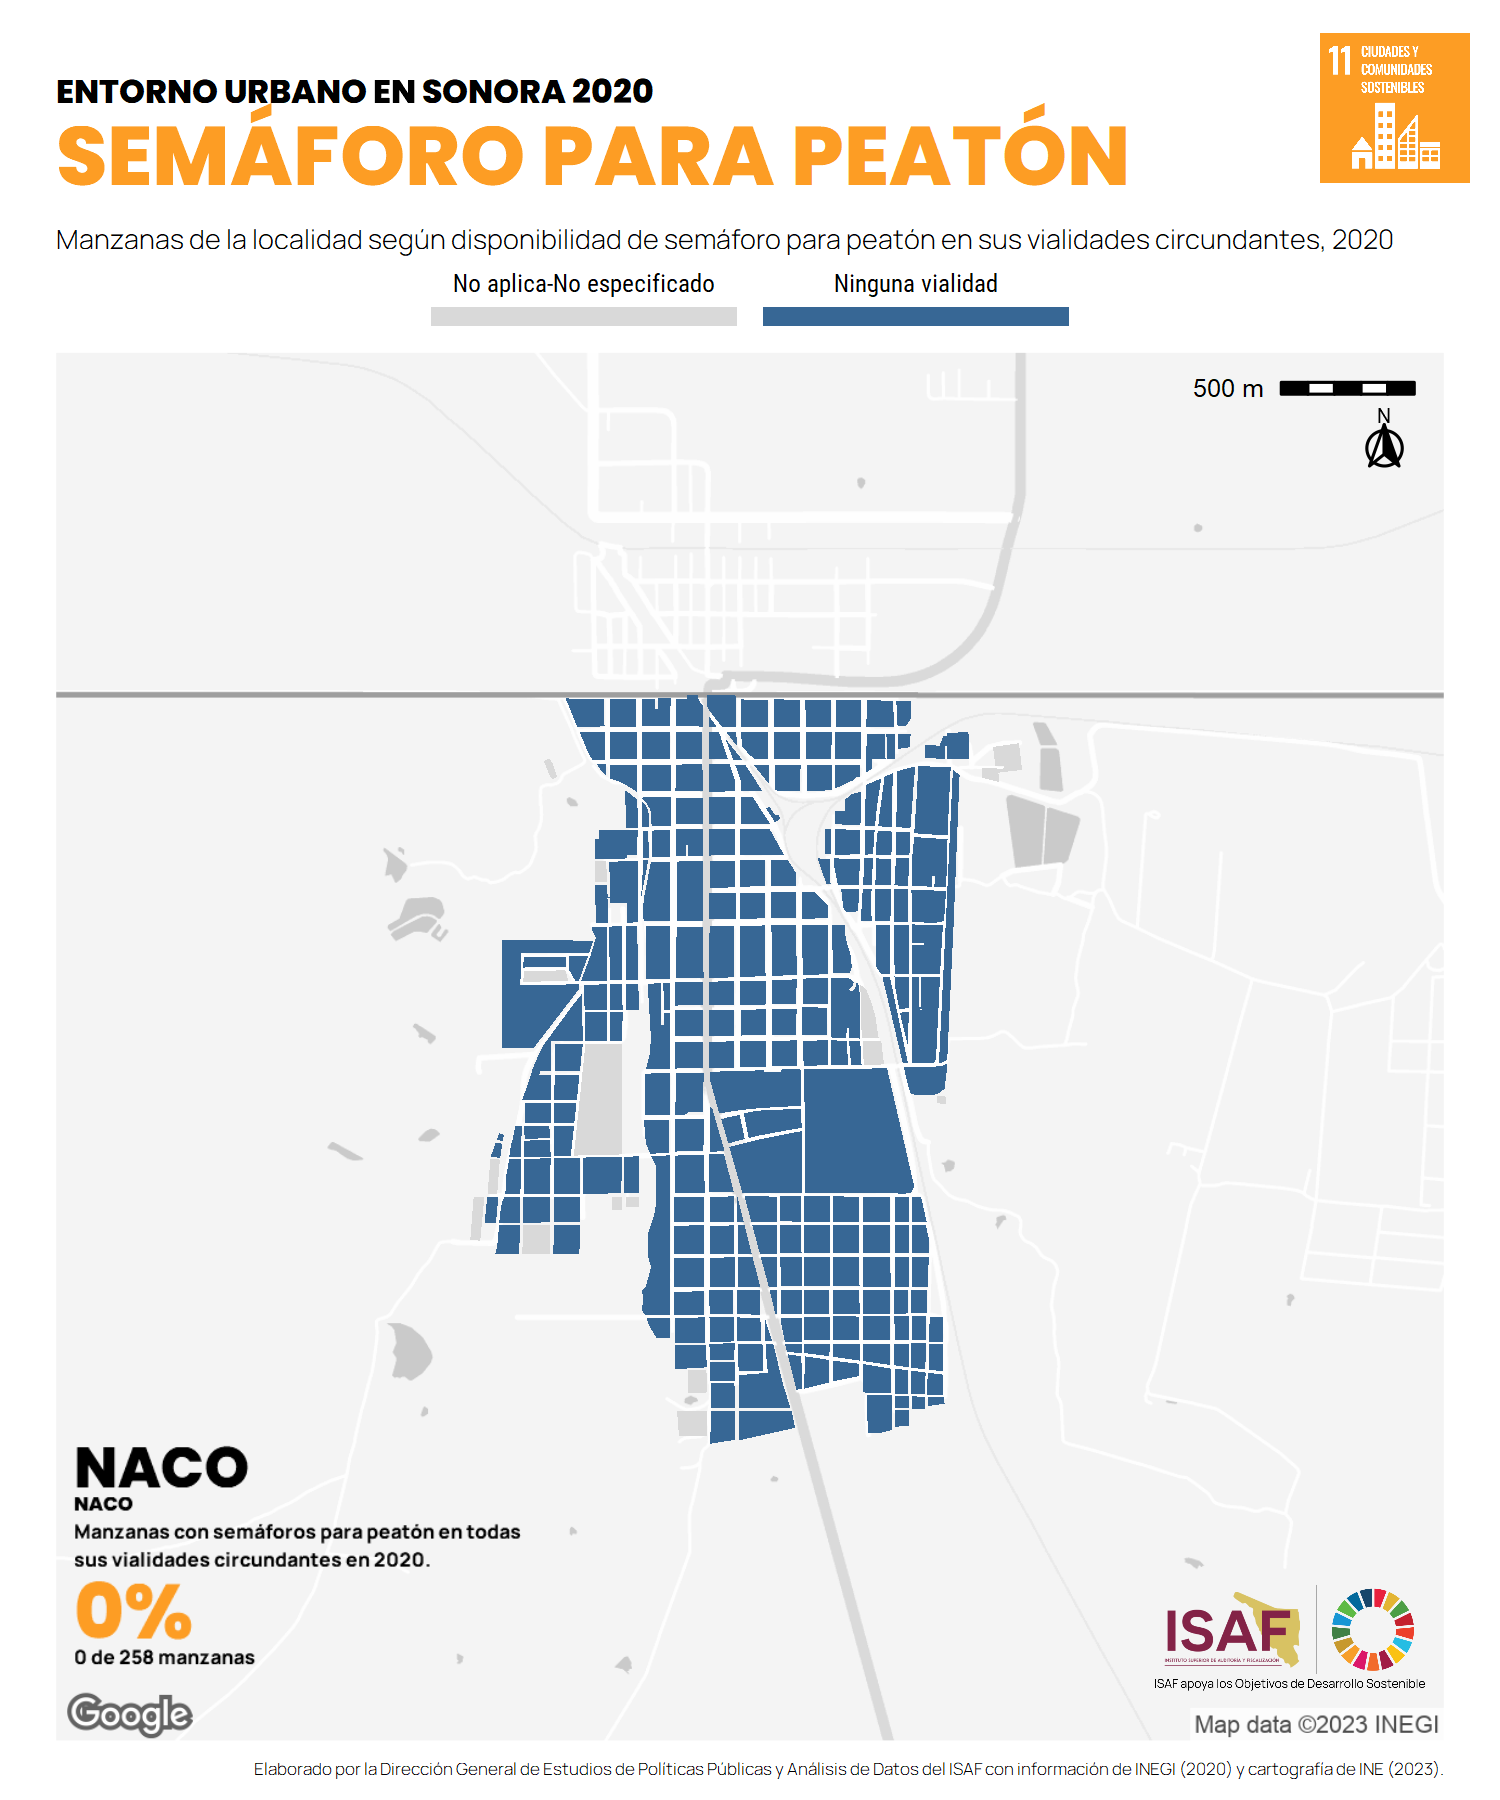 ENTORNO URBANO EN SONORA 2020
SEMÁFORO PARA PEATÓN
11 CIUDADES Y
COMUNIDADES
SOSTENIBLES
Manzanas de la localidad según disponibilidad de semáforo para peatón en sus vialidades circundantes, 2020
No aplica-No especificado
Ninguna vialidad
500 m
N
NACO
NACO
Manzanas con semáforos para peatón en todas
sus vialidades circundantes en 2020.
0%
0 de 258 manzanas
Google
ISAF
INSTITUTO SUPERIOR DE AUDITORÍA Y FISCALIZACIÓN
ISAF apoya los Objetivos de Desarrollo Sostenible
Map data ©2023 INEGI
Elaborado por la Dirección General de Estudios de Políticas Públicas y Análisis de Datos del ISAF con información de INEGI (2020) y cartografía de INE (2023).